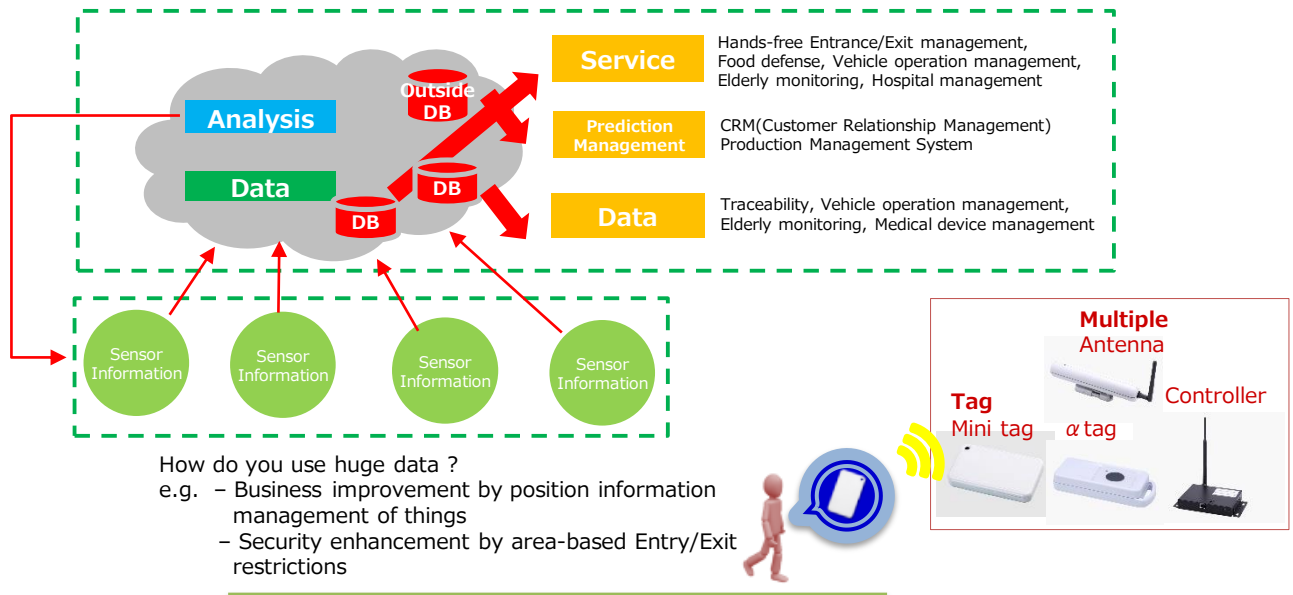 Service
Hands-free Entrance/Exit management,
Food defense, Vehicle operation management,
Elderly monitoring, Hospital management
Outside
DB
Analysis
Prediction
Management
CRM(Customer Relationship Management)
Production Management System
Data
DB
DB
Data
Traceability, Vehicle operation management,
Elderly monitoring, Medical device management
Sensor
Information
Sensor
Information
Sensor
Information
Sensor
Information
Multiple
Antenna
Controller
Tag
Mini tag
α tag
How do you use huge data ?
e.g. – Business improvement by position information
management of things
– Security enhancement by area-based Entry/Exit
restrictions